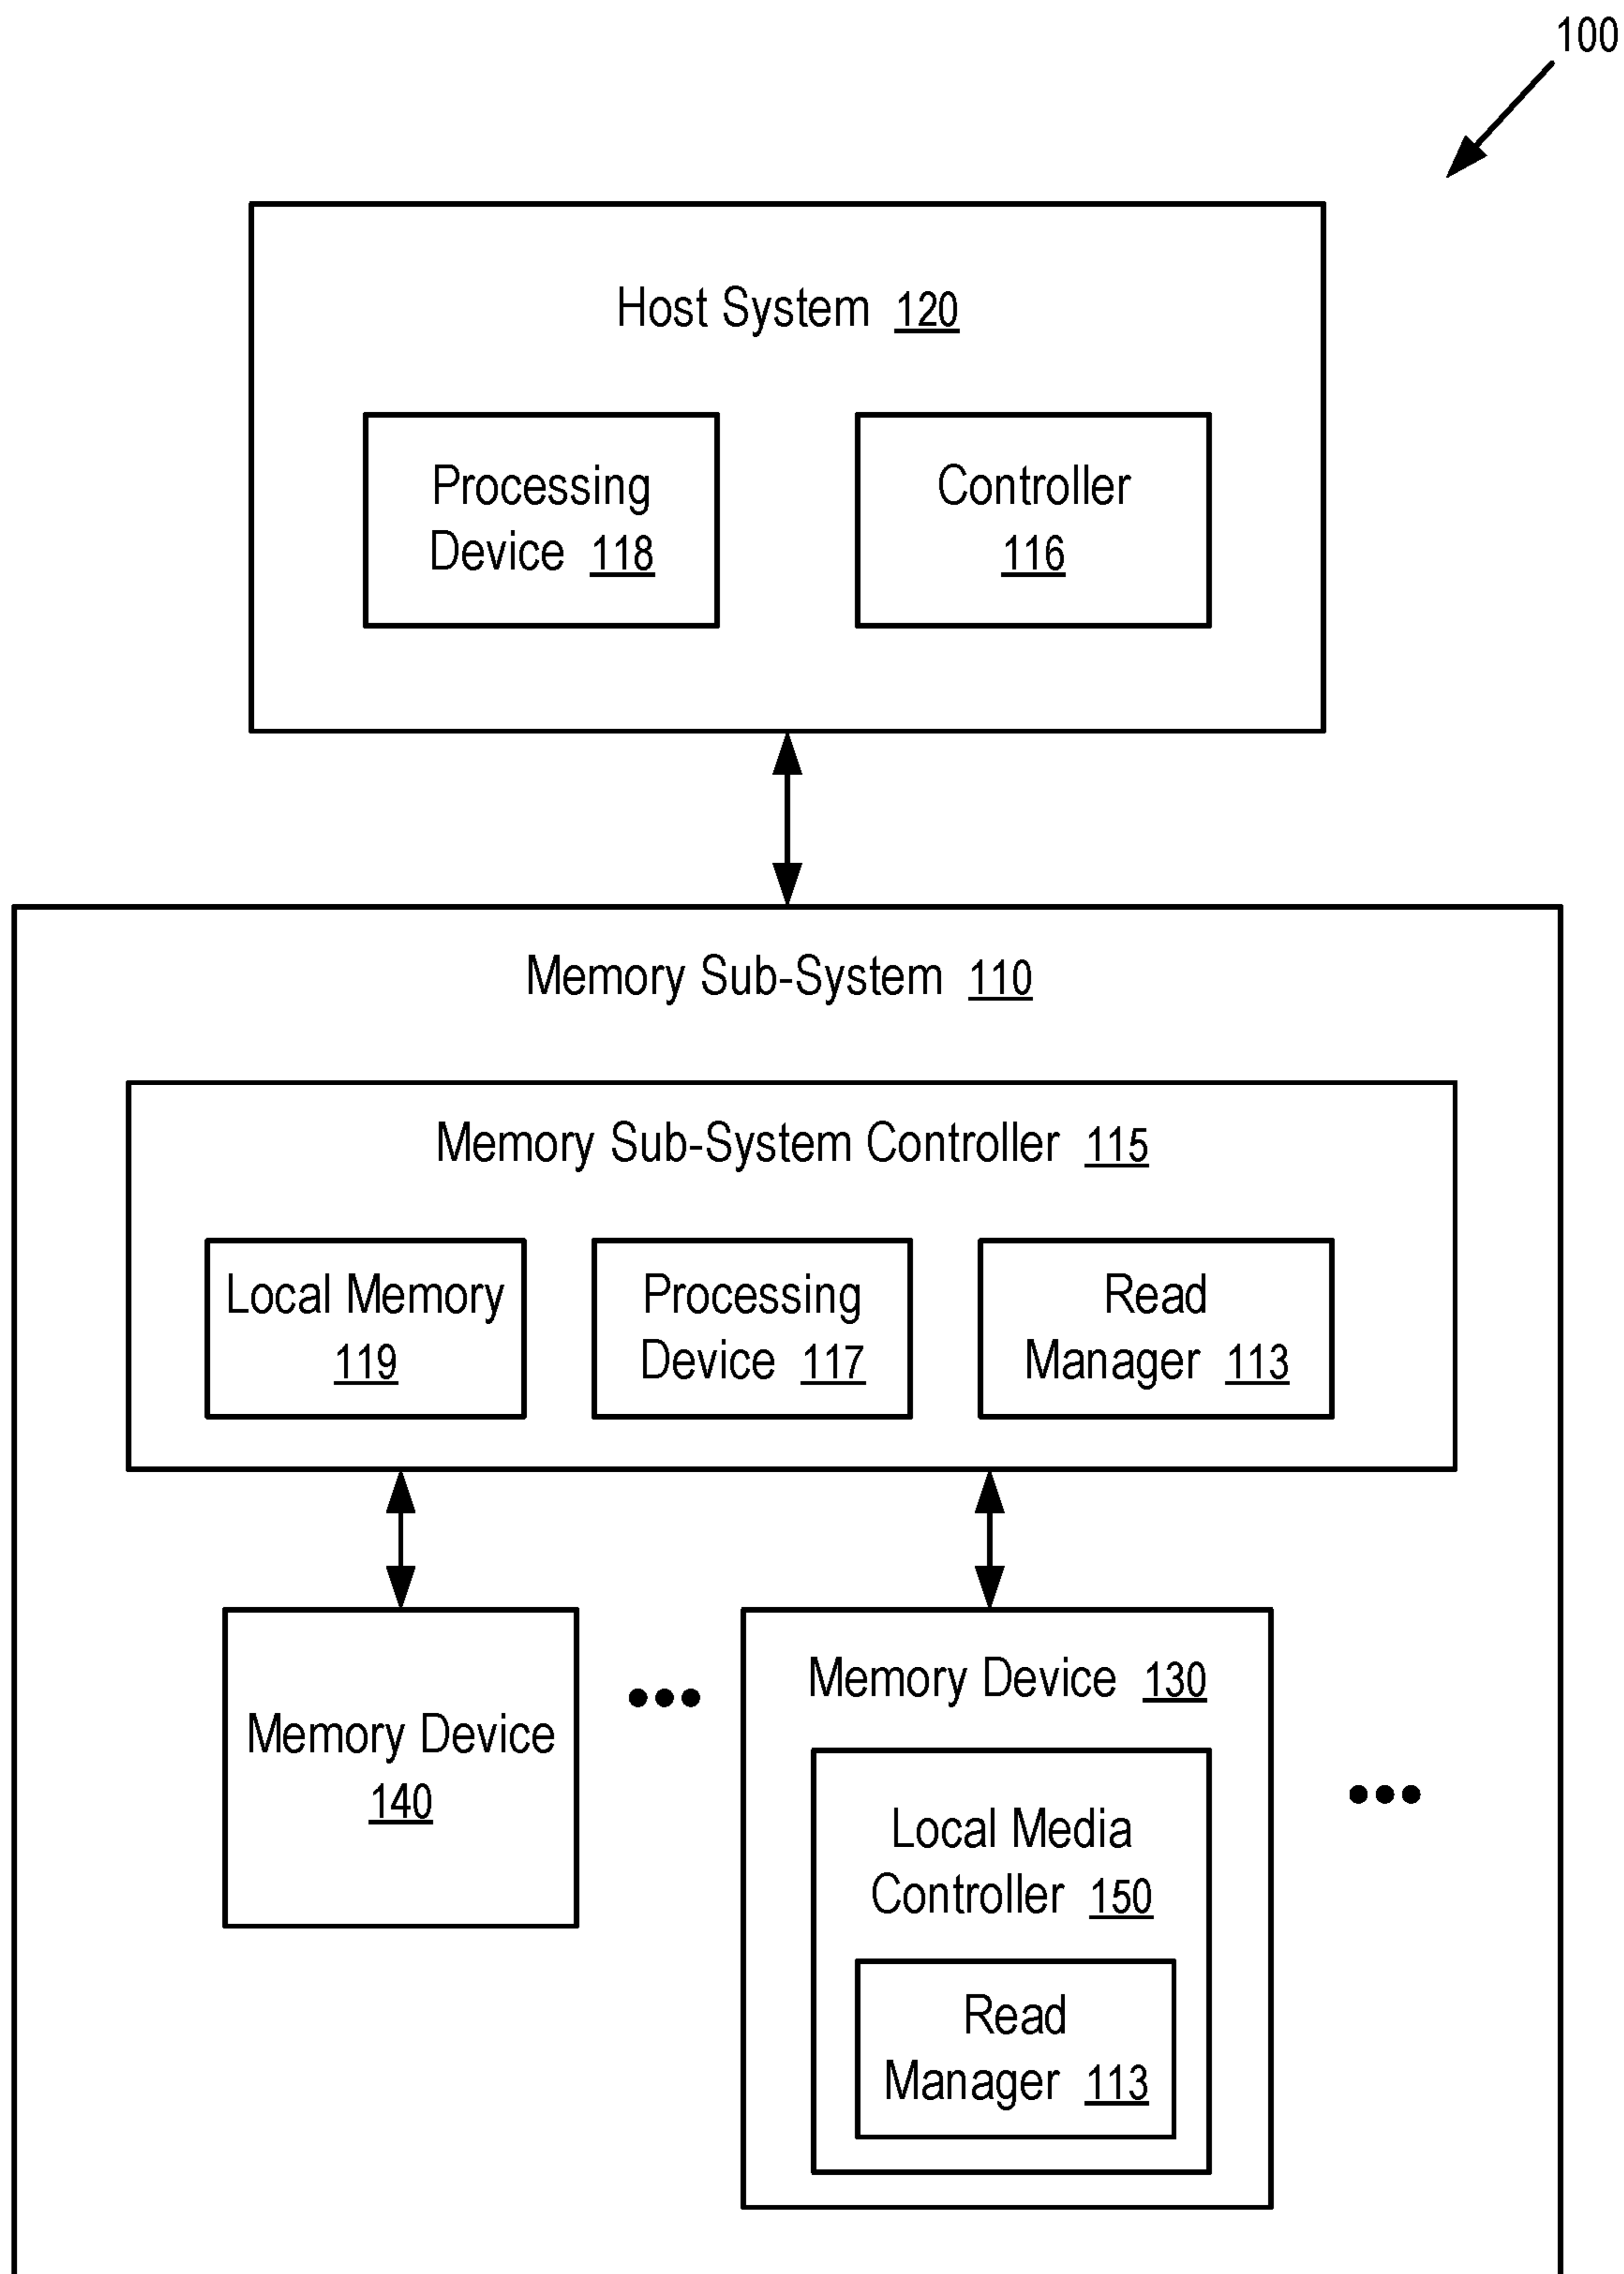 100
Host System 120
Processing
Device 118
Controller
116
Memory Sub-System 110
Memory Sub-System Controller 115
Local Memory
119
Processing
Device 117
Read
Manager 113
Memory Device
140
Memory Device 130
Local Media
Controller 150
Read
Manager 113